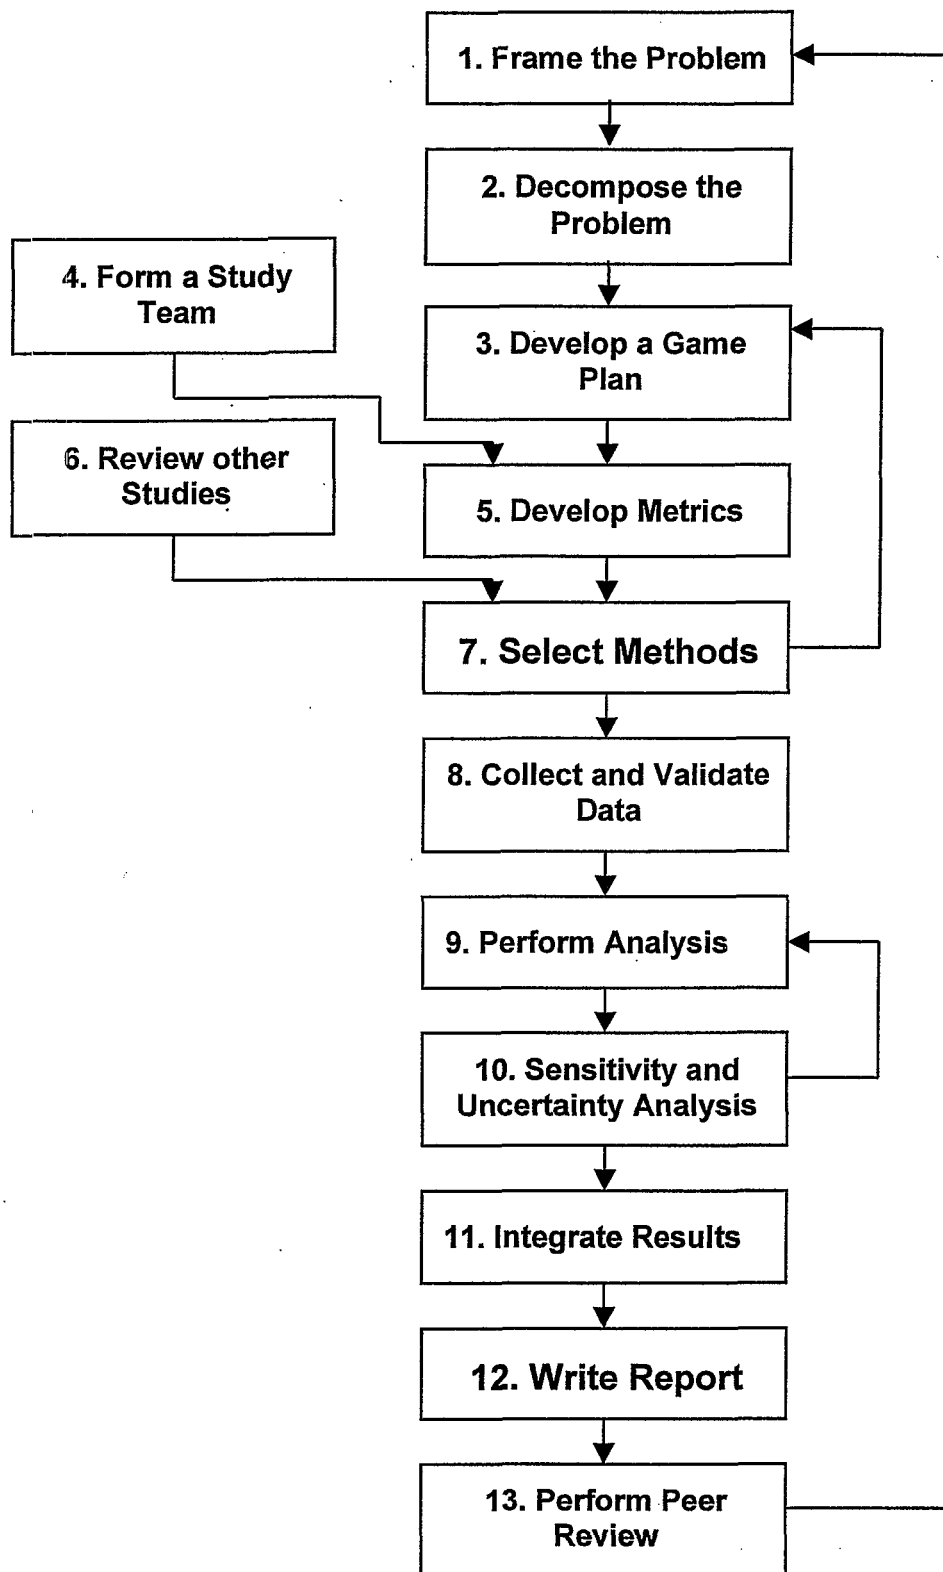 1. Frame the Problem
2. Decompose the
Problem
4. Form a Study
Team
3. Develop a Game
Plan
6. Review other
Studies
5. Develop Metrics
7. Select Methods
8. Collect and Validate
Data
9. Perform Analysis
10. Sensitivity and
Uncertainty Analysis
11. Integrate Results
12. Write Report
13. Perform Peer
Review